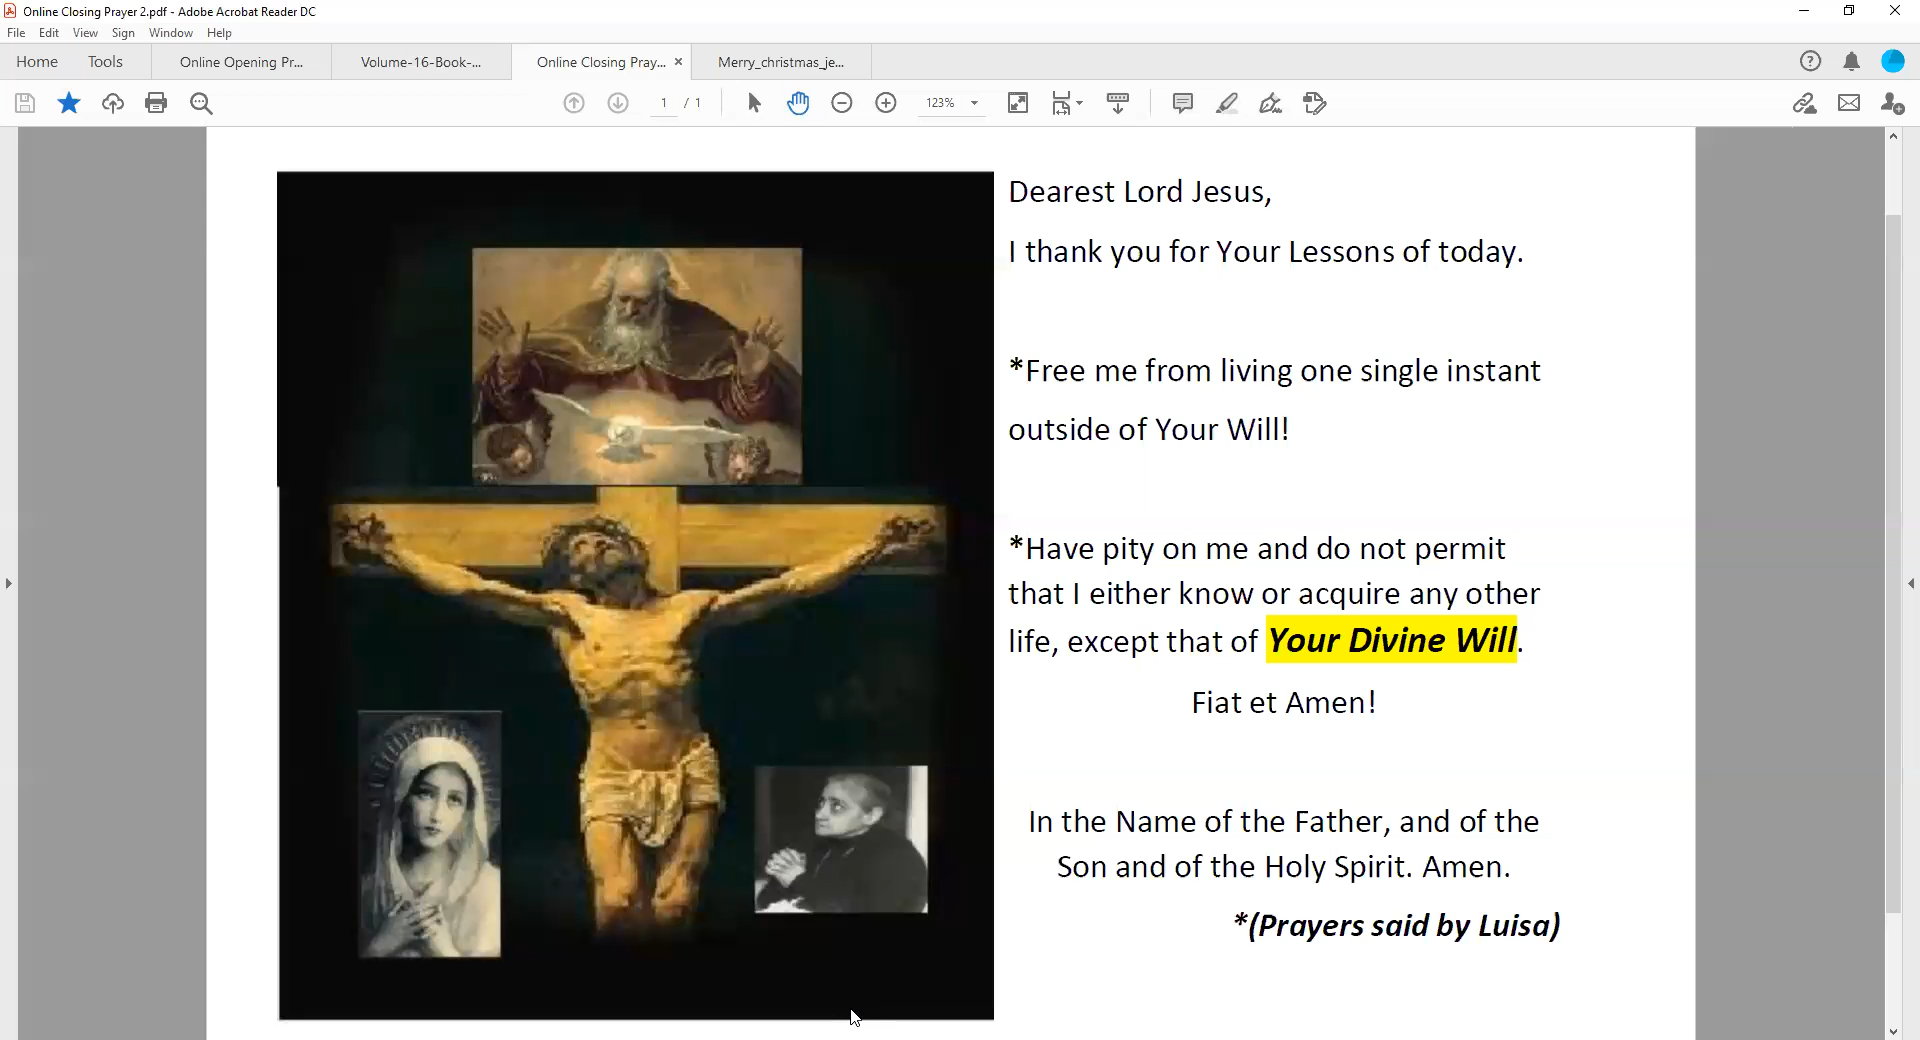 Online Closing Prayer 2.pdf - Adobe Acrobat Reader DC
File Edit View Sign Window Help
Home Tools Online Opening Pr... Volume-16-Book-... Online Closing Pray... Merry_christmas_je...
1 / 1 123%
Dearest Lord Jesus,
I thank you for Your Lessons of today.
*Free me from living one single instant
outside of Your Will!
*Have pity on me and do not permit
that I either know or acquire any other
life, except that of Your Divine Will.
Fiat et Amen!
In the Name of the Father, and of the
Son and of the Holy Spirit. Amen.
*(Prayers said by Luisa)